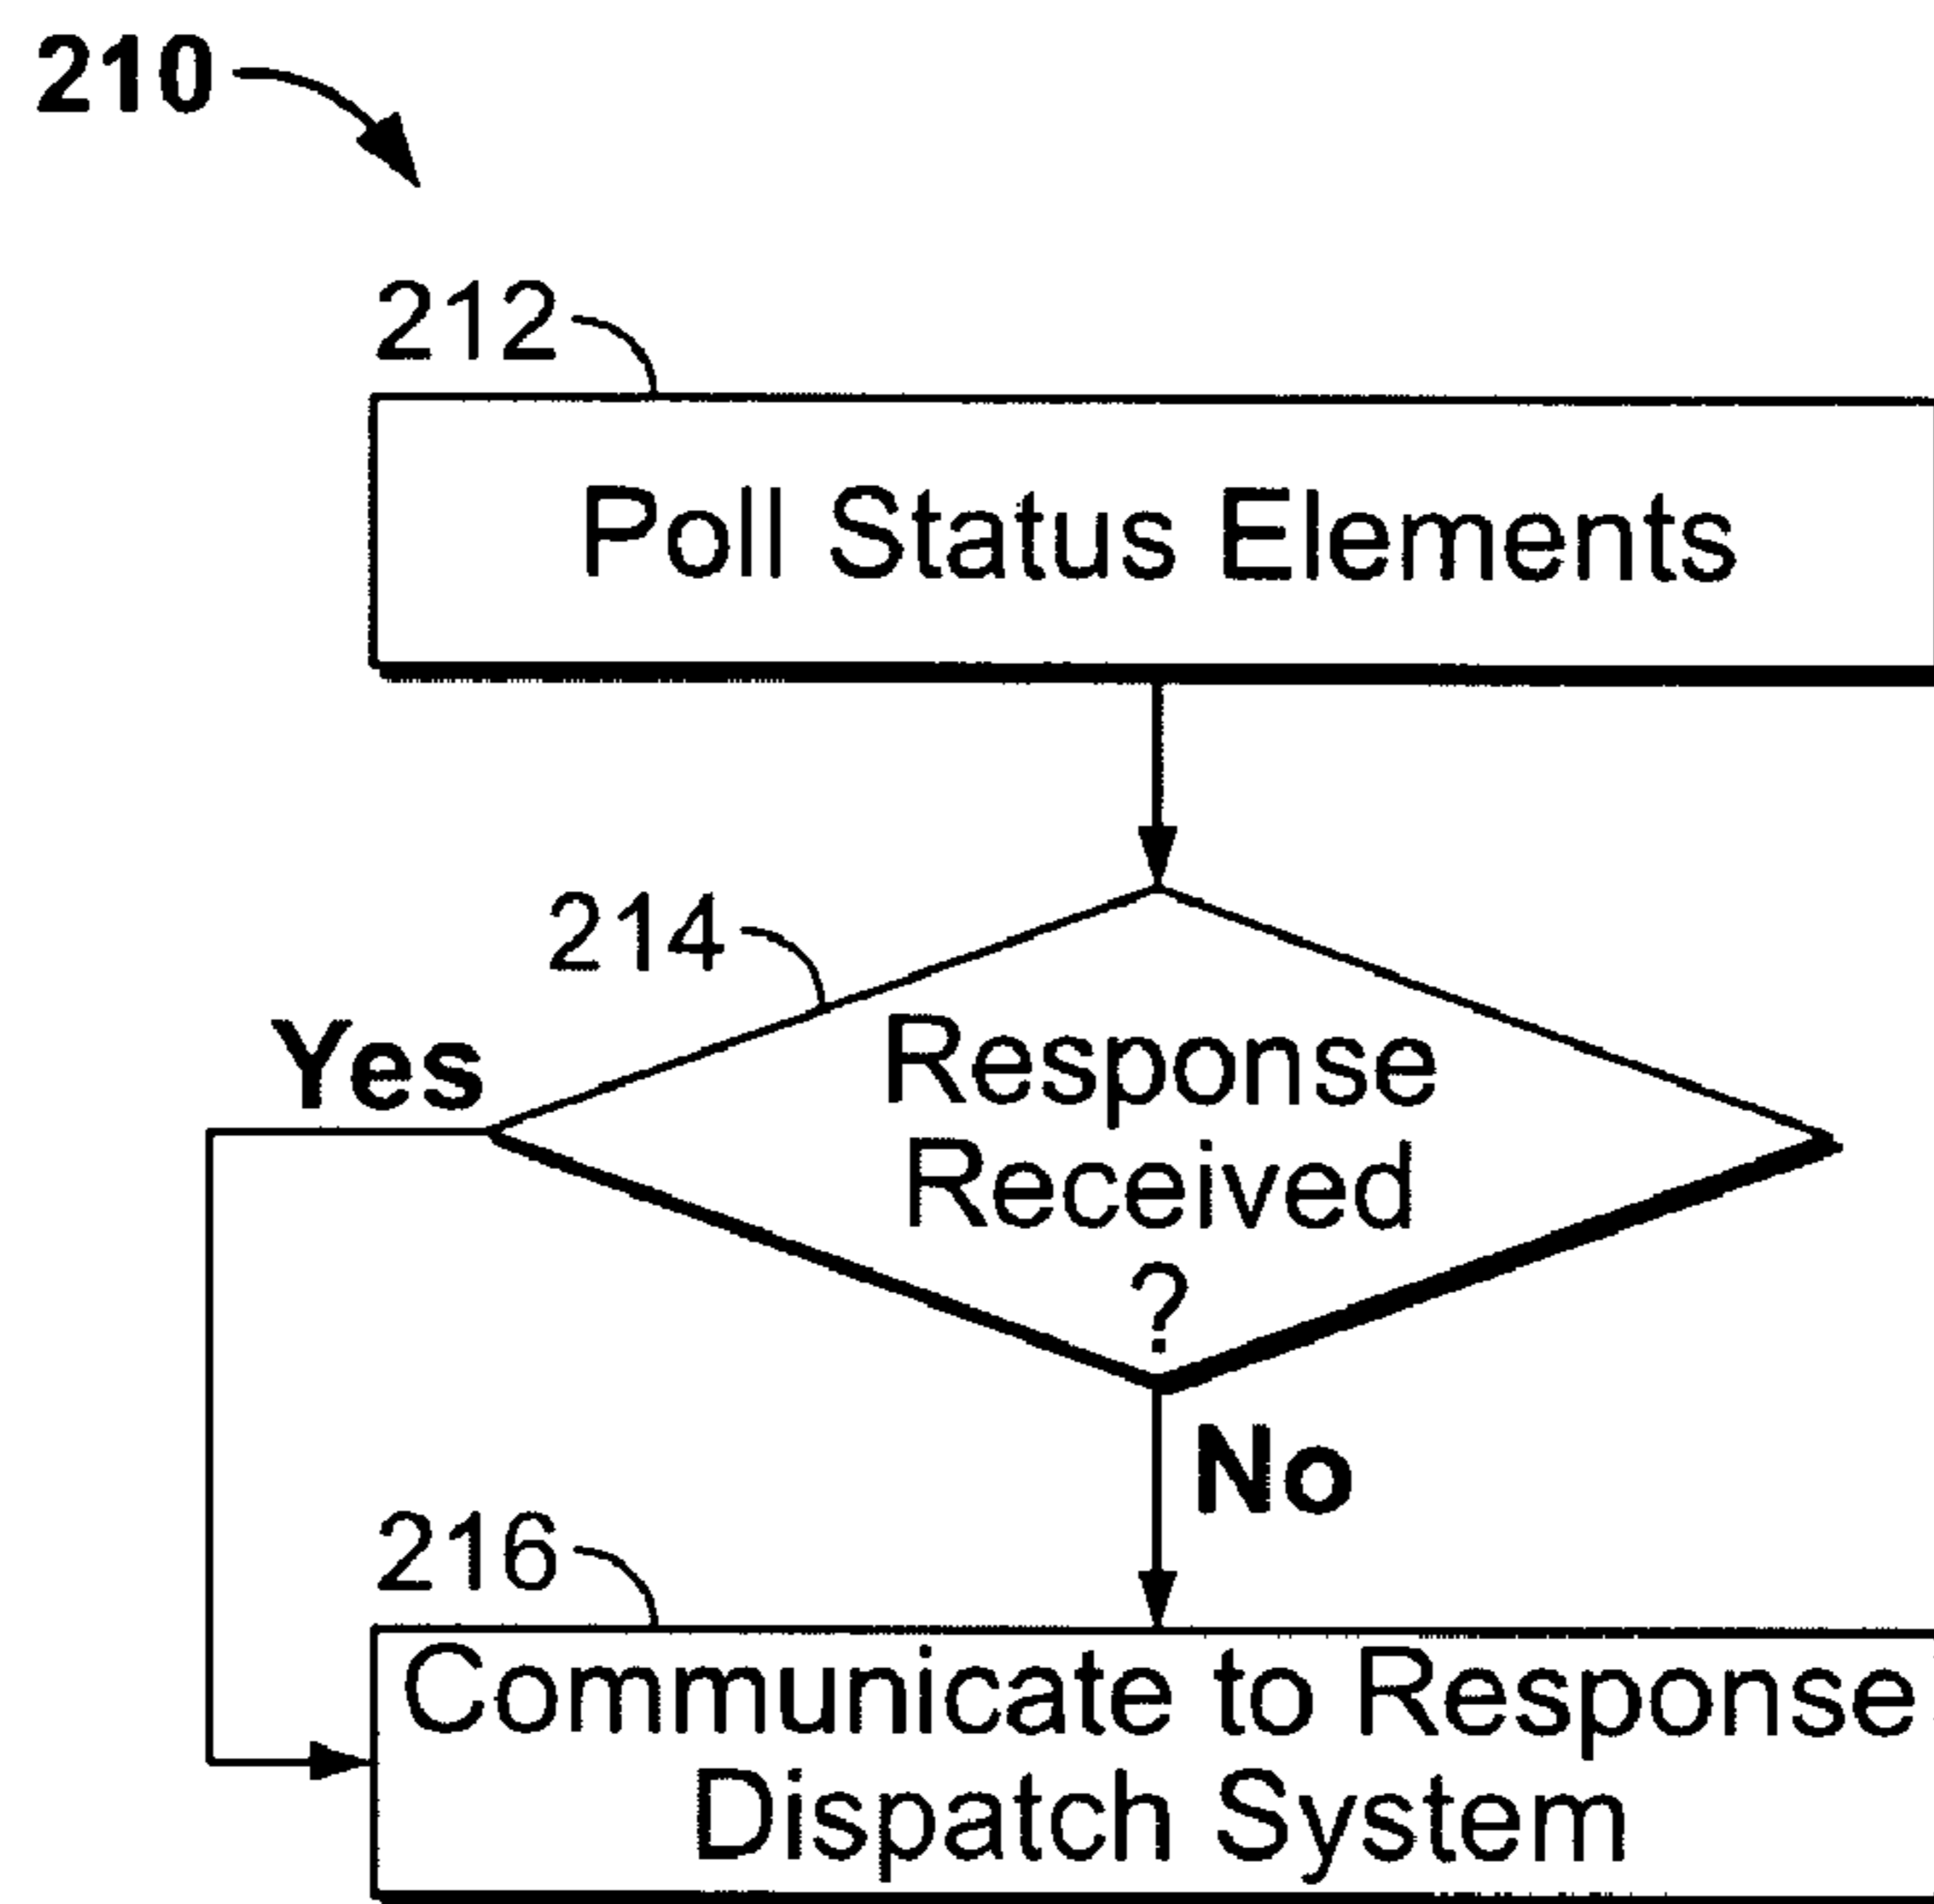 210
212
Poll Status Elements
214
Yes
Response
Received
?
No
216
Communicate to Response
Dispatch System